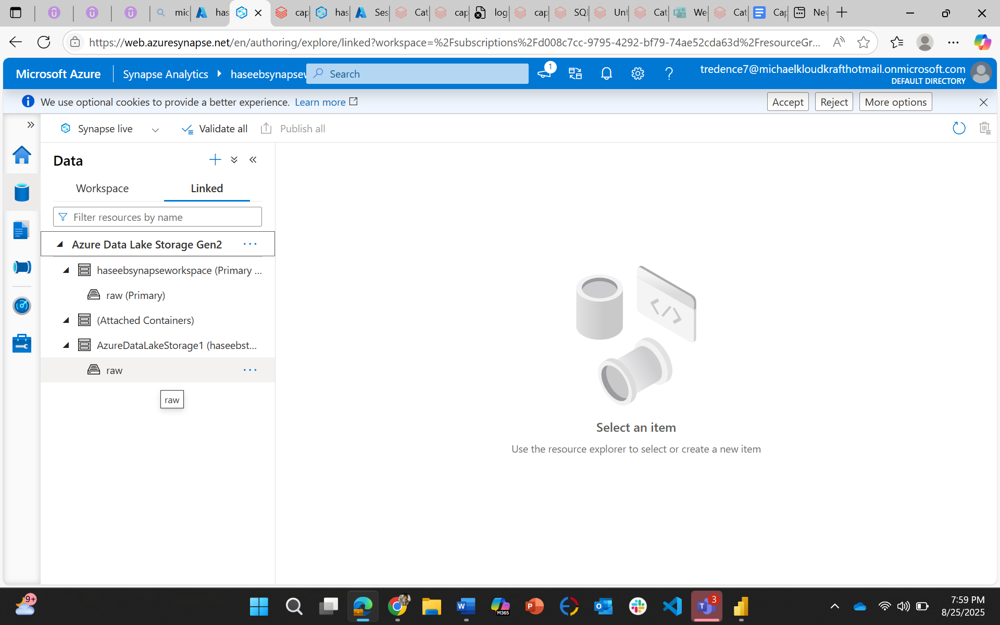 mic
has
cap
has
Ses
Cat
cap
log
cap
SQL
Unt
Cat
We
Cat
Cap
Nev
https://web.azuresynapse.net/en/authoring/explore/linked?workspace=%2Fsubscriptions%2Fd008c7cc-9795-4292-bf79-74ae52cda63d%2FresourceGr...
Microsoft Azure
Synapse Analytics
haseebsynapsew
Search
1
tredence7@michaelkloudkrafthotmail.onmicrosoft.com
DEFAULT DIRECTORY
We use optional cookies to provide a better experience. Learn more
Accept
Reject
More options
Synapse live
Validate all
Publish all
Data
Workspace
Linked
Filter resources by name
Azure Data Lake Storage Gen2
haseebsynapseworkspace (Primary ...
raw (Primary)
(Attached Containers)
AzureDataLakeStorage1 (haseebst...
raw
raw
Select an item
Use the resource explorer to select or create a new item
9+
M365
3
7:59 PM
8/25/2025